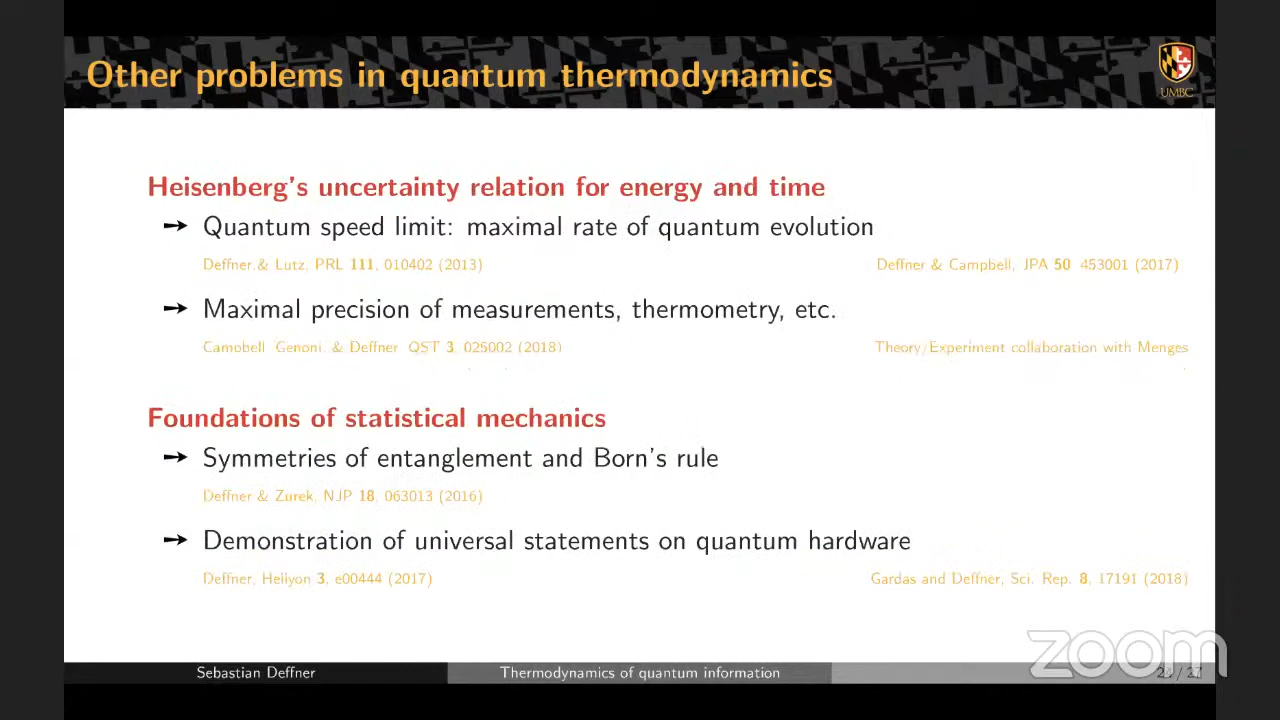 Other problems in quantum thermodynamics
UMBC
Heisenberg's uncertainty relation for energy and time
→ Quantum speed limit: maximal rate of quantum evolution
Deffner & Lutz, PRL 111, 010402 (2013) Deffner & Campbell, JPA 50 453001 (2017)
→ Maximal precision of measurements, thermometry, etc.
Campbell Genoni, & Deffner QST 3, 025002 (2018) Theory/Experiment collaboration with Menges
Foundations of statistical mechanics
→ Symmetries of entanglement and Born's rule
Deffner & Zurek, NJP 18, 063013 (2016)
→ Demonstration of universal statements on quantum hardware
Deffner, Heliyon 3, e00444 (2017) Gardas and Deffner, Sci. Rep. 8, 17191 (2018)
zoom
Sebastian Deffner Thermodynamics of quantum information / 27